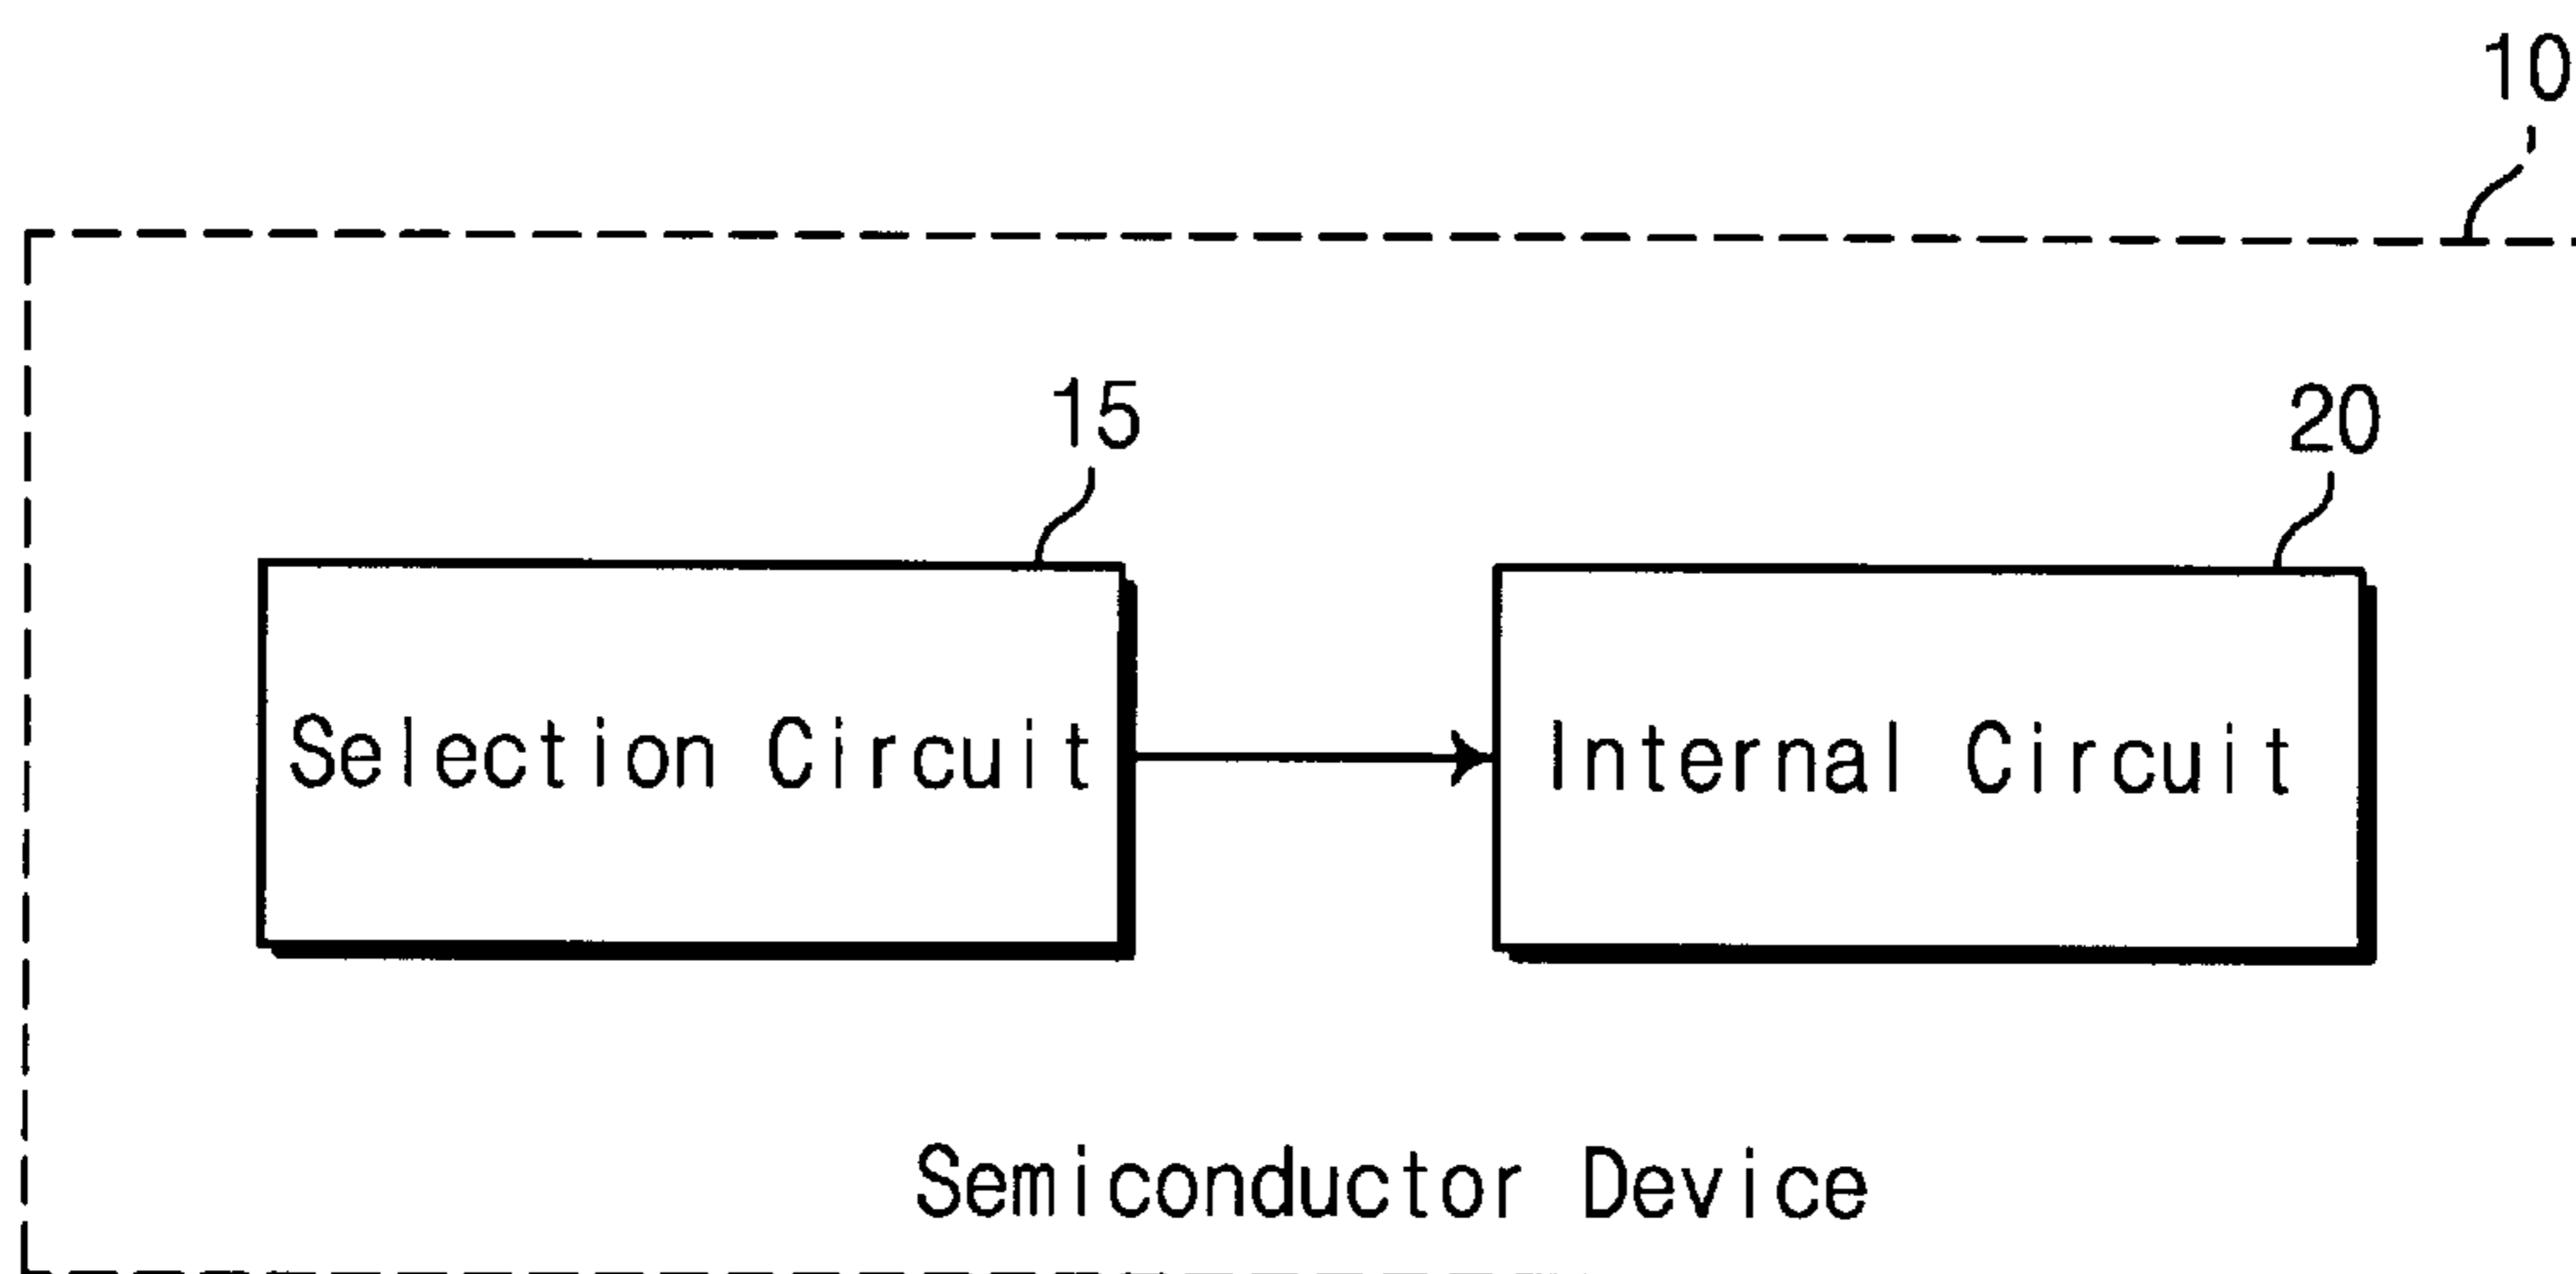 10
15
20
Selection Circuit
Internal Circuit
Semiconductor Device